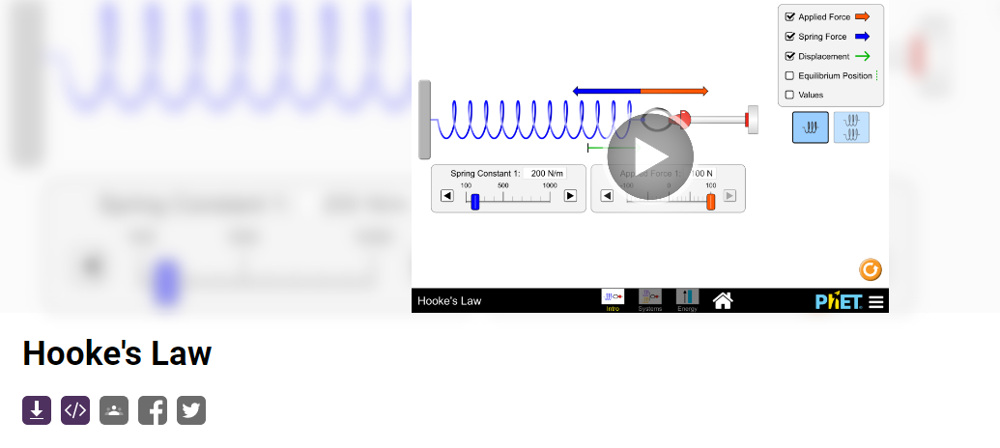 Applied Force
Spring Force
Displacement
Equilibrium Position
Values
Spring Constant 1: 200 N/m
100 500 1000
Applied Force 1: 100 N
-100 0 100
Hooke's Law
Intro
Systems
Energy
PhET
Hooke's Law